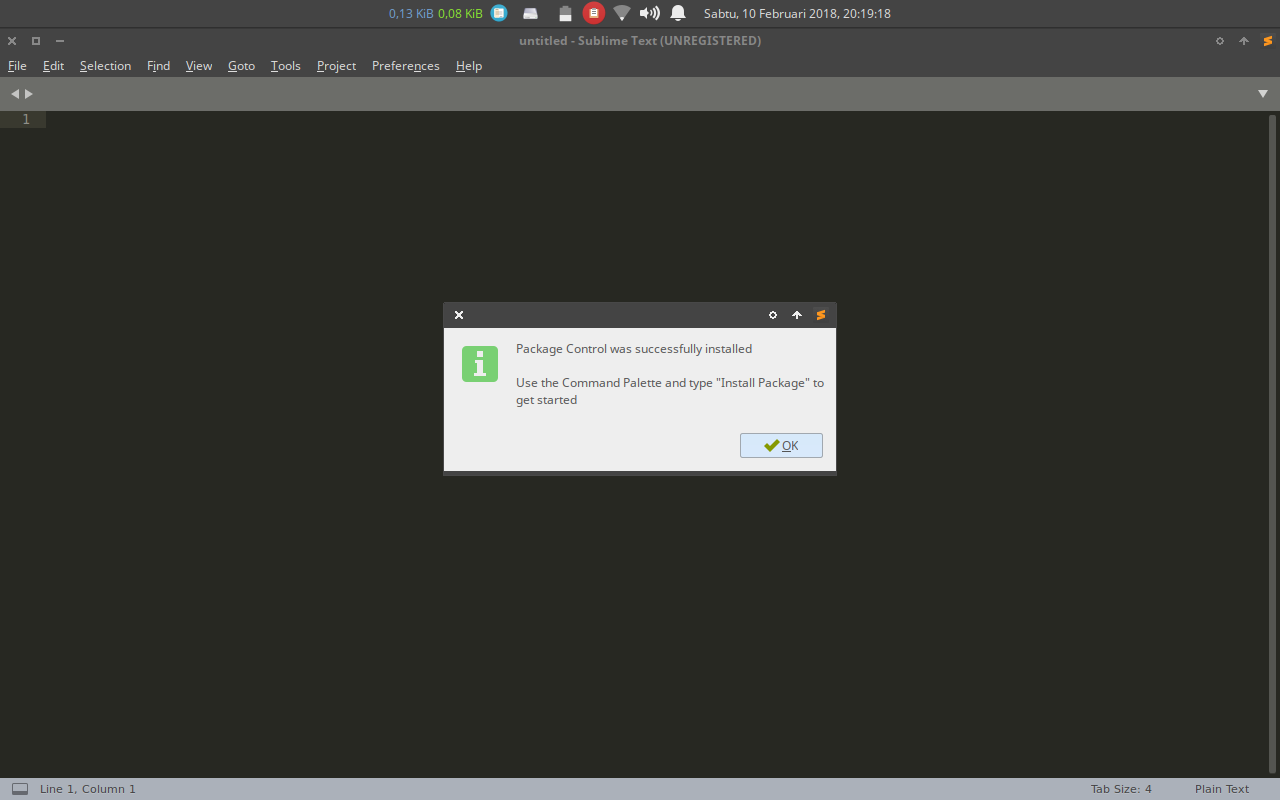 0,13 KiB 0,08 KiB Sabtu, 10 Februari 2018, 20:19:18
untitled - Sublime Text (UNREGISTERED)
File Edit Selection Find View Goto Tools Project Preferences Help
1
Package Control was successfully installed
Use the Command Palette and type "Install Package" to
get started
OK
Line 1, Column 1 Tab Size: 4 Plain Text